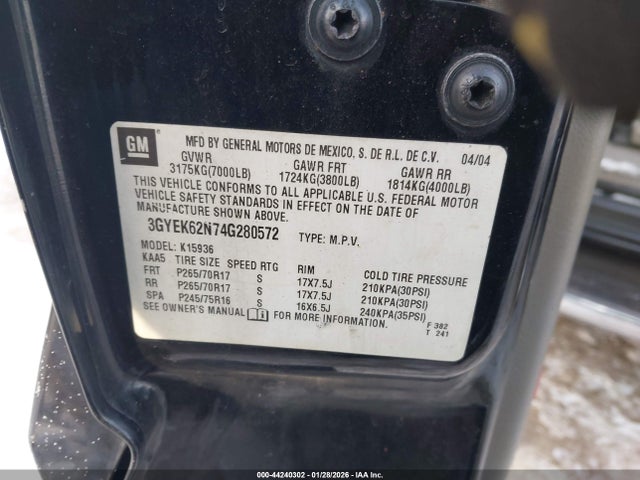 GM
MFD BY GENERAL MOTORS DE MEXICO, S. DE R.L. DE C.V. 04/04
GVWR GAWR FRT GAWR RR
3175KG(7000LB) 1724KG(3800LB) 1814KG(4000LB)
THIS VEHICLE CONFORMS TO ALL APPLICABLE U.S. FEDERAL MOTOR
VEHICLE SAFETY STANDARDS IN EFFECT ON THE DATE OF
MANUFACTURE SHOWN ABOVE.
3GYEK62N74G280572 TYPE: M.P.V.
MODEL: K15936
KAA5 TIRE SIZE SPEED RTG RIM COLD TIRE PRESSURE
FRT P265/70R17 S 17X7.5J 210KPA(30PSI)
RR P265/70R17 S 17X7.5J 210KPA(30PSI)
SPA P245/75R16 S 16X6.5J 240KPA(35PSI)
SEE OWNER'S MANUAL FOR MORE INFORMATION. F 382
T 241
000-44240302 - 01/28/2026 - IAA Inc.